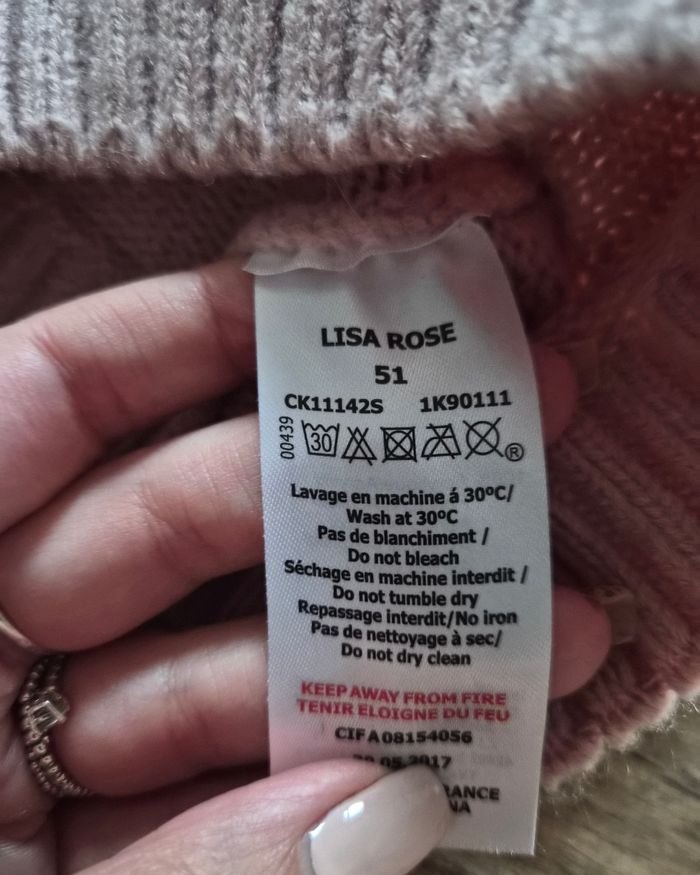 LISA ROSE
51
CK11142S 1K90111
00439
30 ®
Lavage en machine á 30ºC/
Wash at 30ºC
Pas de blanchiment /
Do not bleach
Séchage en machine interdit /
Do not tumble dry
Repassage interdit/No iron
Pas de nettoyage à sec/
Do not dry clean
KEEP AWAY FROM FIRE
TENIR ELOIGNE DU FEU
CIFA08154056